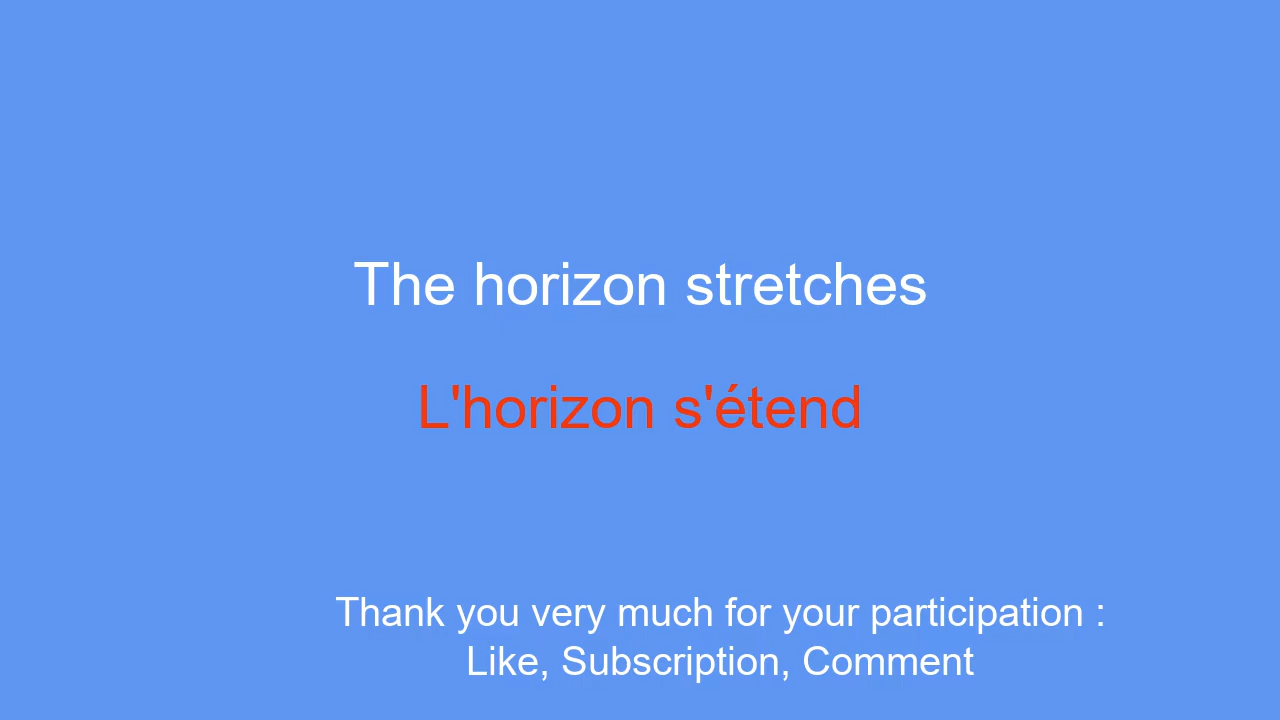 The horizon stretches
L'horizon s'étend
Thank you very much for your participation :
Like, Subscription, Comment